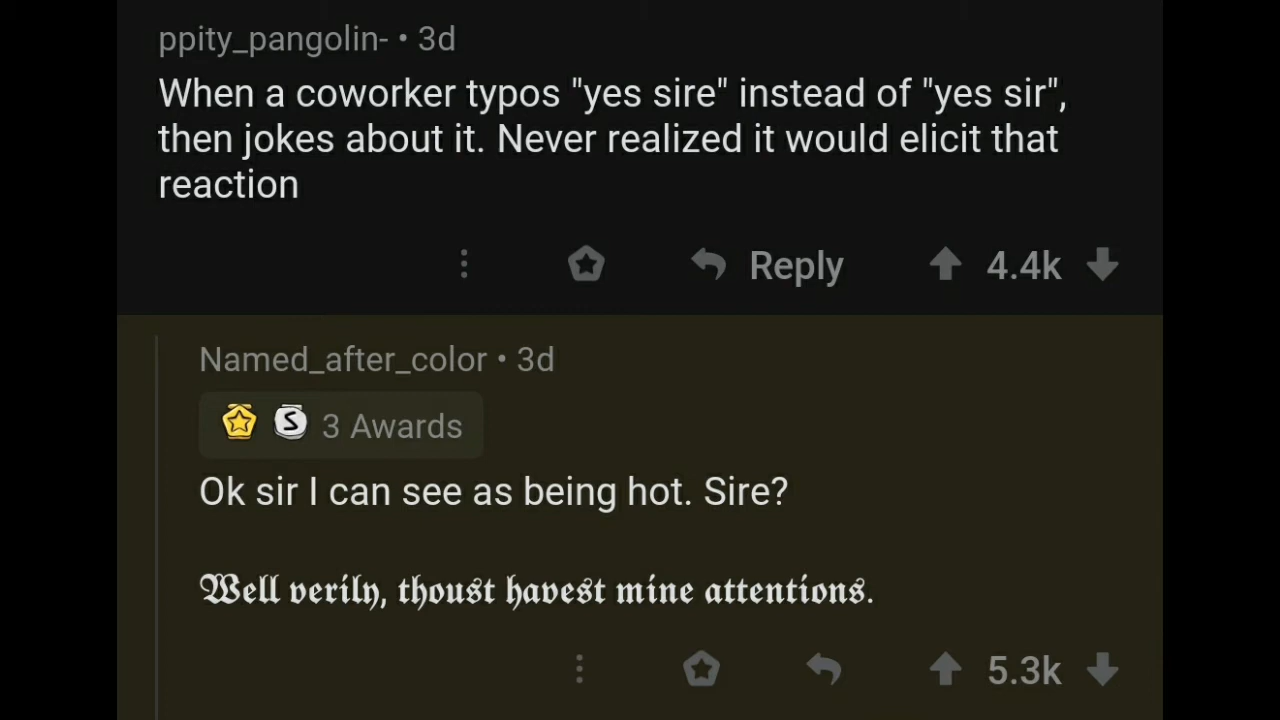 ppity_pangolin- • 3d
When a coworker typos "yes sire" instead of "yes sir",
then jokes about it. Never realized it would elicit that
reaction
Reply 4.4k
Named_after_color • 3d
3 Awards
Ok sir I can see as being hot. Sire?
𝖂𝖊𝖑𝖑 𝖛𝖊𝖗𝖎𝖑𝖞, 𝖙𝖍𝖔𝖚𝖘𝖙 𝖍𝖆𝖛𝖊𝖘𝖙 𝖒𝖎𝖓𝖊 𝖆𝖙𝖙𝖊𝖓𝖙𝖎𝖔𝖓𝖘.
5.3k